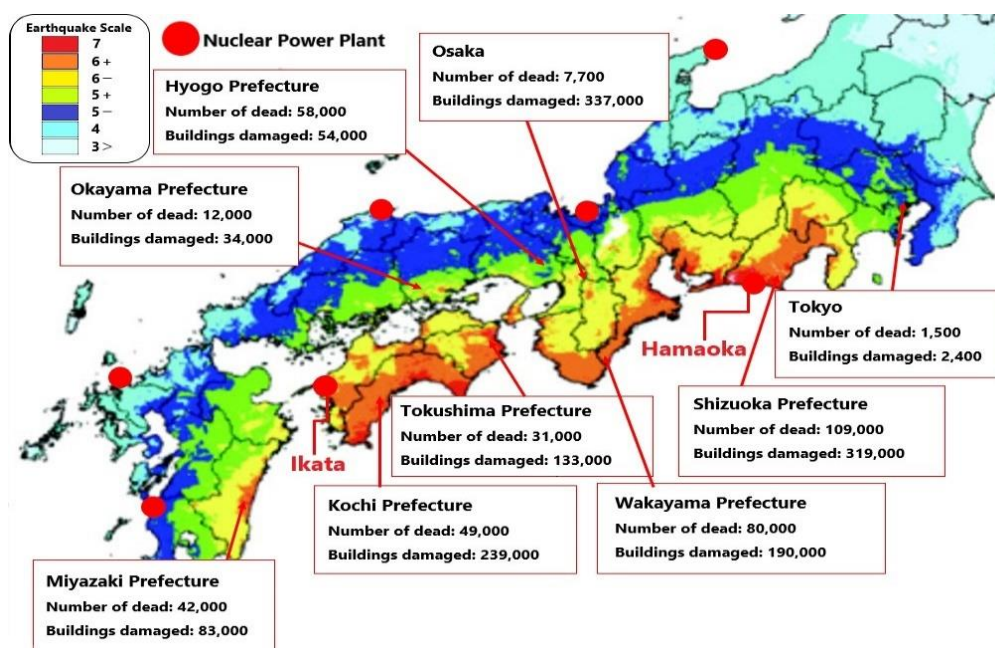 Earthquake Scale
7
6+
6−
5+
5−
4
3>
Nuclear Power Plant
Osaka
Number of dead: 7,700
Buildings damaged: 337,000
Hyogo Prefecture
Number of dead: 58,000
Buildings damaged: 54,000
Okayama Prefecture
Number of dead: 12,000
Buildings damaged: 34,000
Hamaoka
Tokyo
Number of dead: 1,500
Buildings damaged: 2,400
Ikata
Tokushima Prefecture
Number of dead: 31,000
Buildings damaged: 133,000
Shizuoka Prefecture
Number of dead: 109,000
Buildings damaged: 319,000
Kochi Prefecture
Number of dead: 49,000
Buildings damaged: 239,000
Wakayama Prefecture
Number of dead: 80,000
Buildings damaged: 190,000
Miyazaki Prefecture
Number of dead: 42,000
Buildings damaged: 83,000